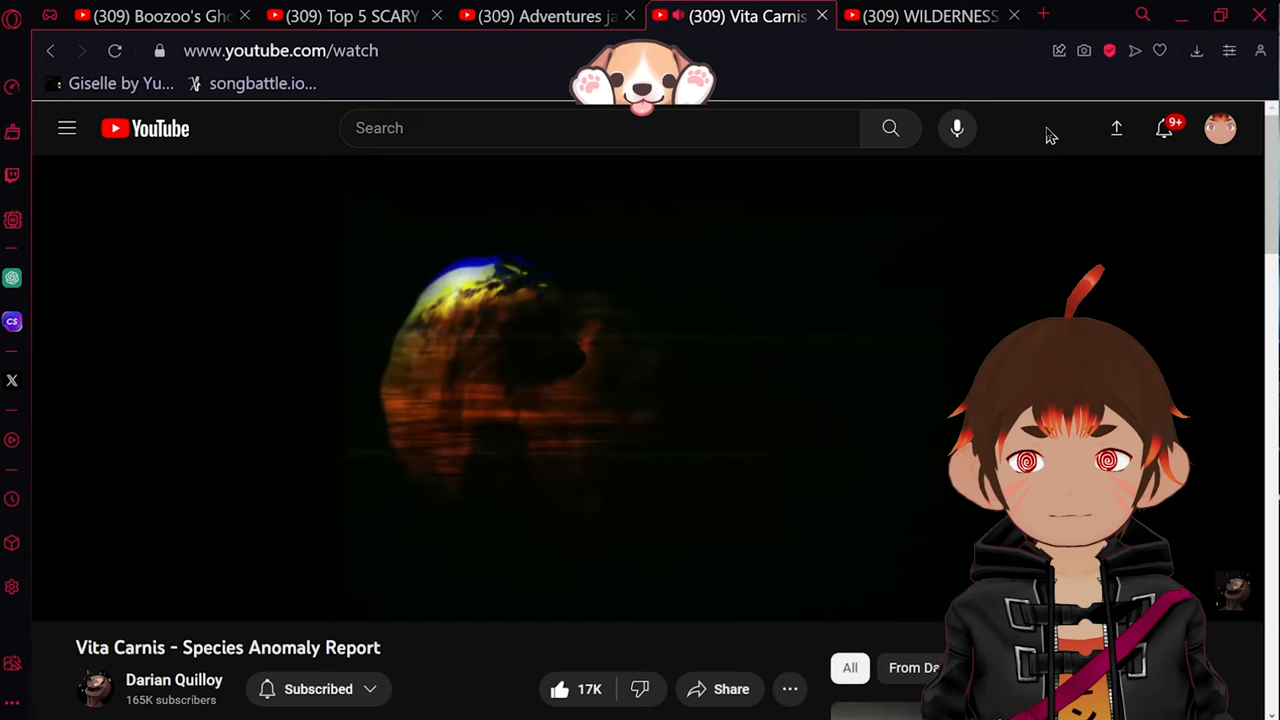 (309) Boozoo's Gho
(309) Top 5 SCARY
(309) Adventures ja
(309) Vita Carnis
(309) WILDERNESS
www.youtube.com/watch
Giselle by Yu...
songbattle.io...
YouTube
Search
9+
CS
Vita Carnis - Species Anomaly Report
Darian Quilloy
165K subscribers
Subscribed
17K
Share
All
From Da